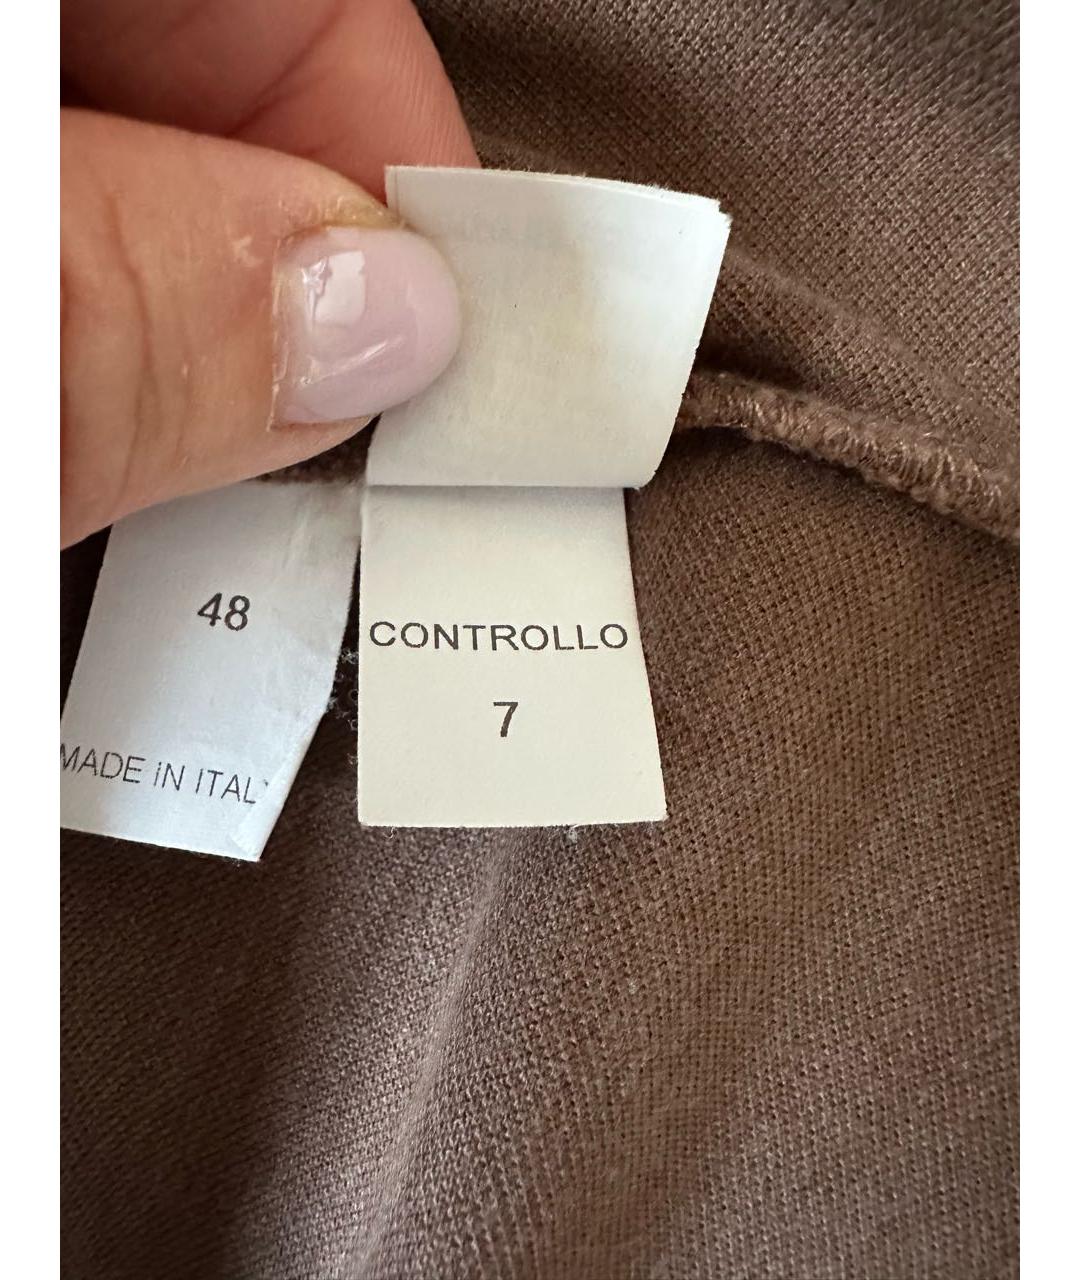 48
MADE IN ITAL
CONTROLLO
7